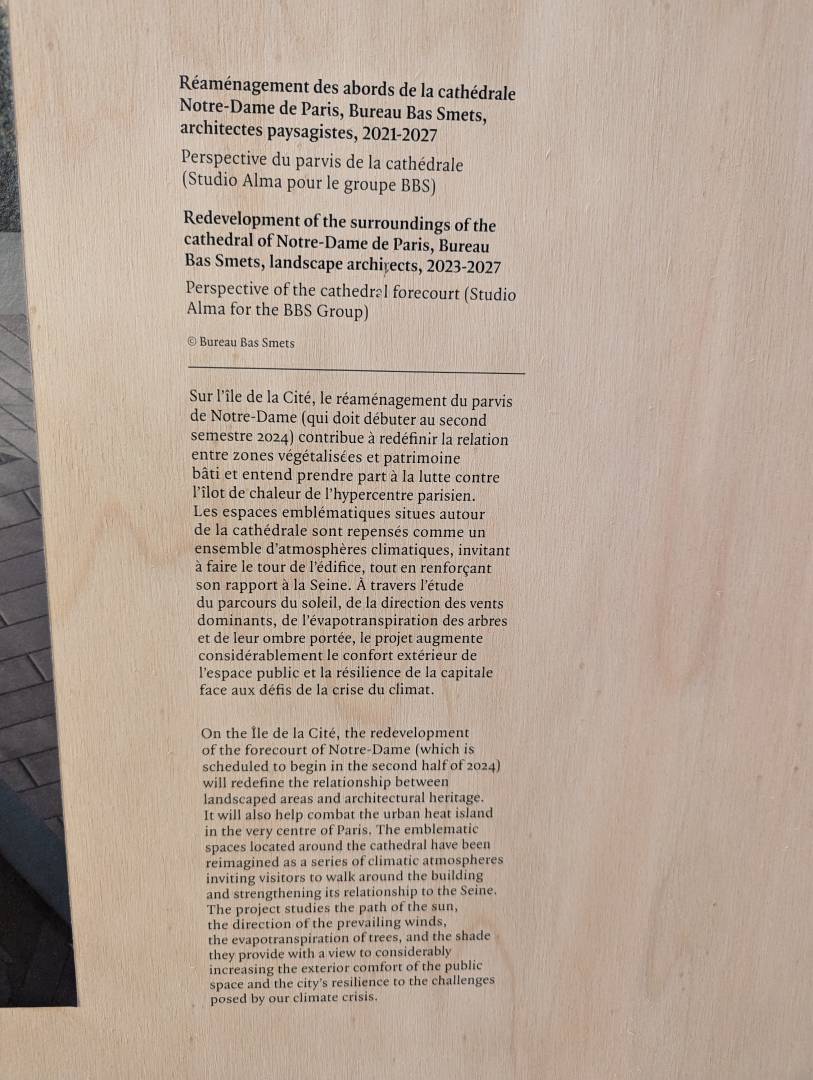 Réaménagement des abords de la cathédrale
Notre-Dame de Paris, Bureau Bas Smets,
architectes paysagistes, 2021-2027
Perspective du parvis de la cathédrale
(Studio Alma pour le groupe BBS)
Redevelopment of the surroundings of the
cathedral of Notre-Dame de Paris, Bureau
Bas Smets, landscape architects, 2023-2027
Perspective of the cathedral forecourt (Studio
Alma for the BBS Group)
© Bureau Bas Smets
Sur l'île de la Cité, le réaménagement du parvis
de Notre-Dame (qui doit débuter au second
semestre 2024) contribue à redéfinir la relation
entre zones végétalisées et patrimoine
bâti et entend prendre part à la lutte contre
l'îlot de chaleur de l'hypercentre parisien.
Les espaces emblématiques situes autour
de la cathédrale sont repensés comme un
ensemble d'atmosphères climatiques, invitant
à faire le tour de l'édifice, tout en renforçant
son rapport à la Seine. À travers l'étude
du parcours du soleil, de la direction des vents
dominants, de l'évapotranspiration des arbres
et de leur ombre portée, le projet augmente
considérablement le confort extérieur de
l'espace public et la résilience de la capitale
face aux défis de la crise du climat.
On the Île de la Cité, the redevelopment
of the forecourt of Notre-Dame (which is
scheduled to begin in the second half of 2024)
will redefine the relationship between
landscaped areas and architectural heritage.
It will also help combat the urban heat island
in the very centre of Paris. The emblematic
spaces located around the cathedral have been
reimagined as a series of climatic atmospheres
inviting visitors to walk around the building
and strengthening its relationship to the Seine.
The project studies the path of the sun,
the direction of the prevailing winds,
the evapotranspiration of trees, and the shade
they provide with a view to considerably
increasing the exterior comfort of the public
space and the city's resilience to the challenges
posed by our climate crisis.